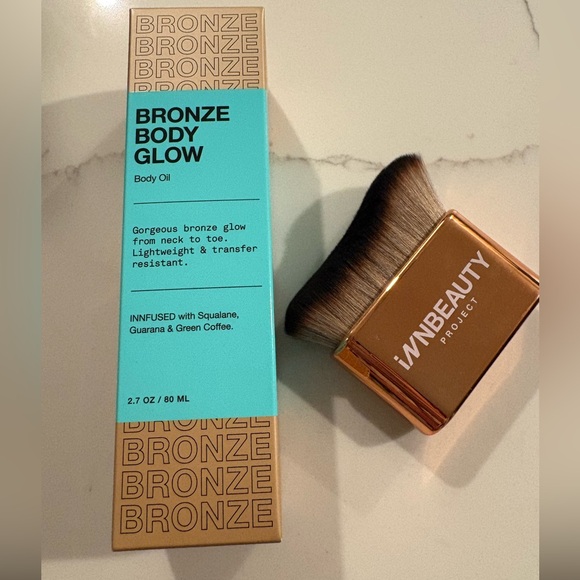 BRONZE
BRONZE
BRONZE
BRONZE
BRONZE
BODY
GLOW
Body Oil
Gorgeous bronze glow
from neck to toe.
Lightweight & transfer
resistant.
INNFUSED with Squalane,
Guarana & Green Coffee.
2.7 OZ / 80 ML
BRONZE
BRONZE
BRONZE
BRONZE
BRONZE
iNNBEAUTY
PROJECT